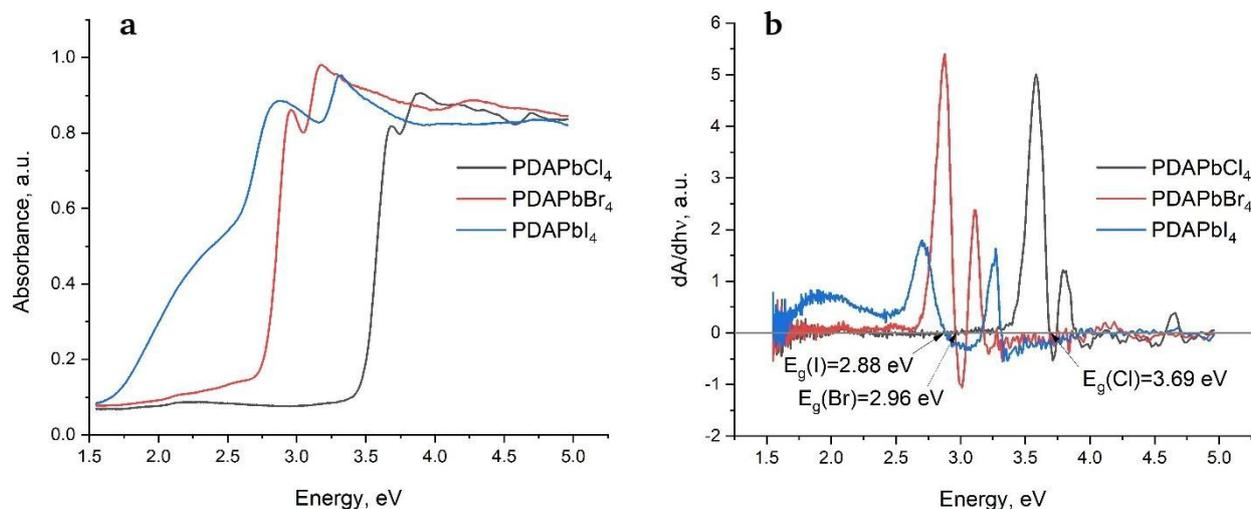 a
Absorbance, a.u.
1.0
0.8
0.6
0.4
0.2
0.0
PDAPbCl₄
PDAPbBr₄
PDAPbI₄
1.5 2.0 2.5 3.0 3.5 4.0 4.5 5.0
Energy, eV
b
dA/dhν, a.u.
6
5
4
3
2
1
0
-1
-2
PDAPbCl₄
PDAPbBr₄
PDAPbI₄
E_g(I)=2.88 eV
E_g(Br)=2.96 eV
E_g(Cl)=3.69 eV
1.5 2.0 2.5 3.0 3.5 4.0 4.5 5.0
Energy, eV